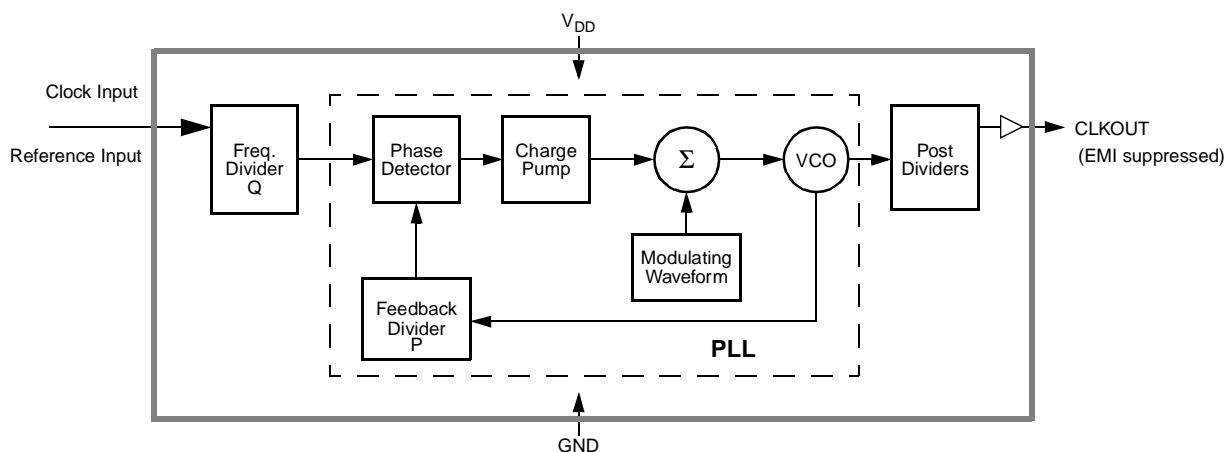 V_DD
Clock Input
Reference Input
Freq.
Divider
Q
Phase
Detector
Charge
Pump
Σ
VCO
Post
Dividers
CLKOUT
(EMI suppressed)
Modulating
Waveform
Feedback
Divider
P
PLL
GND